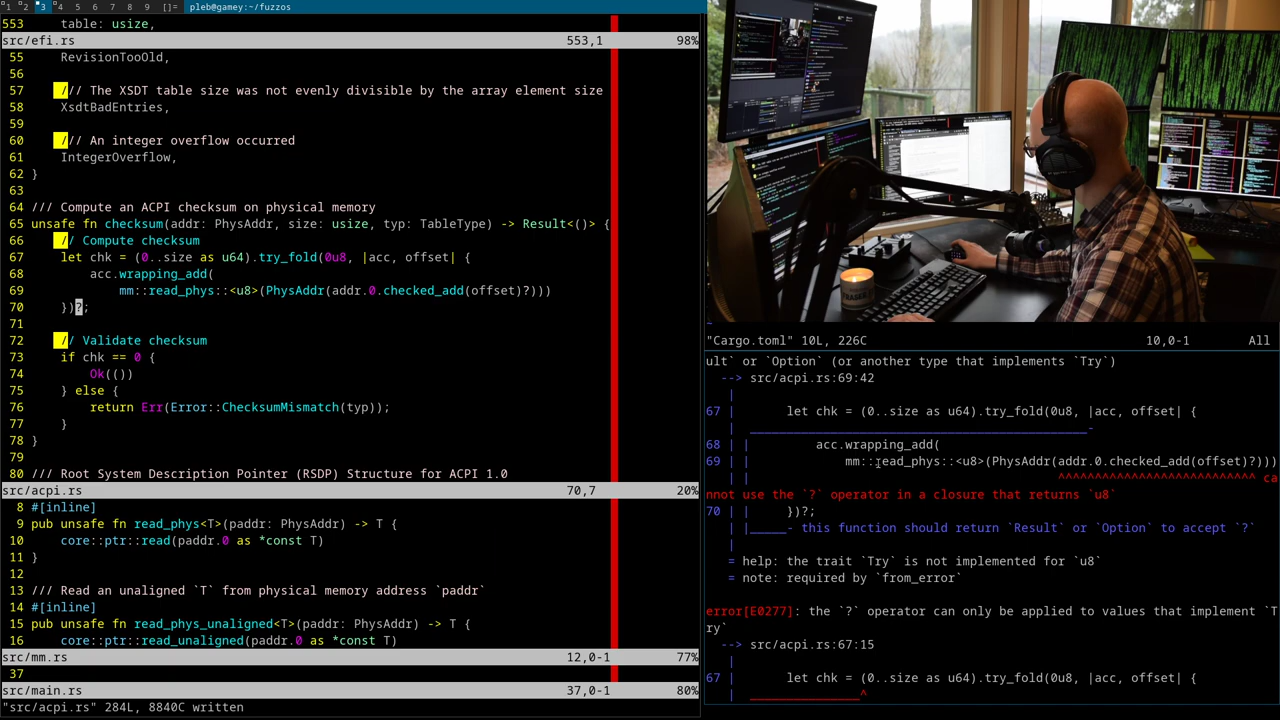 1 2 3 4 5 6 7 8 9 []= pleb@gamey:~/fuzzos
553     table: usize,
src/efi.rs 553,1 98%
55     RevisionTooOld,
56
57     /// The XSDT table size was not evenly divisible by the array element size
58     XsdtBadEntries,
59
60     /// An integer overflow occurred
61     IntegerOverflow,
62 }
63
64 /// Compute an ACPI checksum on physical memory
65 unsafe fn checksum(addr: PhysAddr, size: usize, typ: TableType) -> Result<()> {
66     // Compute checksum
67     let chk = (0..size as u64).try_fold(0u8, |acc, offset| {
68         acc.wrapping_add(
69             mm::read_phys::<u8>(PhysAddr(addr.0.checked_add(offset)?)))
70     })?;
71
72     // Validate checksum
73     if chk == 0 {
74         Ok(())
75     } else {
76         return Err(Error::ChecksumMismatch(typ));
77     }
78 }
79
80 /// Root System Description Pointer (RSDP) Structure for ACPI 1.0
src/acpi.rs 70,7 20%
8 #[inline]
9 pub unsafe fn read_phys<T>(paddr: PhysAddr) -> T {
10     core::ptr::read(paddr.0 as *const T)
11 }
12
13 /// Read an unaligned `T` from physical memory address `paddr`
14 #[inline]
15 pub unsafe fn read_phys_unaligned<T>(paddr: PhysAddr) -> T {
16     core::ptr::read_unaligned(paddr.0 as *const T)
src/mm.rs 12,0-1 77%
37
src/main.rs 37,0-1 80%
"src/acpi.rs" 284L, 8840C written
"Cargo.toml" 10L, 226C 10,0-1 All
ult` or `Option` (or another type that implements `Try`)
--> src/acpi.rs:69:42
|
67 |       let chk = (0..size as u64).try_fold(0u8, |acc, offset| {
| _____________________________________________-
68 | |         acc.wrapping_add(
69 | |             mm::read_phys::<u8>(PhysAddr(addr.0.checked_add(offset)?)))
| | ^^^^^^^^^^^^^^^^^^^^^^^^^^^ ca
nnot use the `?` operator in a closure that returns `u8`
70 | |     })?;
| |_____- this function should return `Result` or `Option` to accept `?`
|
= help: the trait `Try` is not implemented for `u8`
= note: required by `from_error`
error[E0277]: the `?` operator can only be applied to values that implement `T
ry`
--> src/acpi.rs:67:15
|
67 |       let chk = (0..size as u64).try_fold(0u8, |acc, offset| {
| _______________^